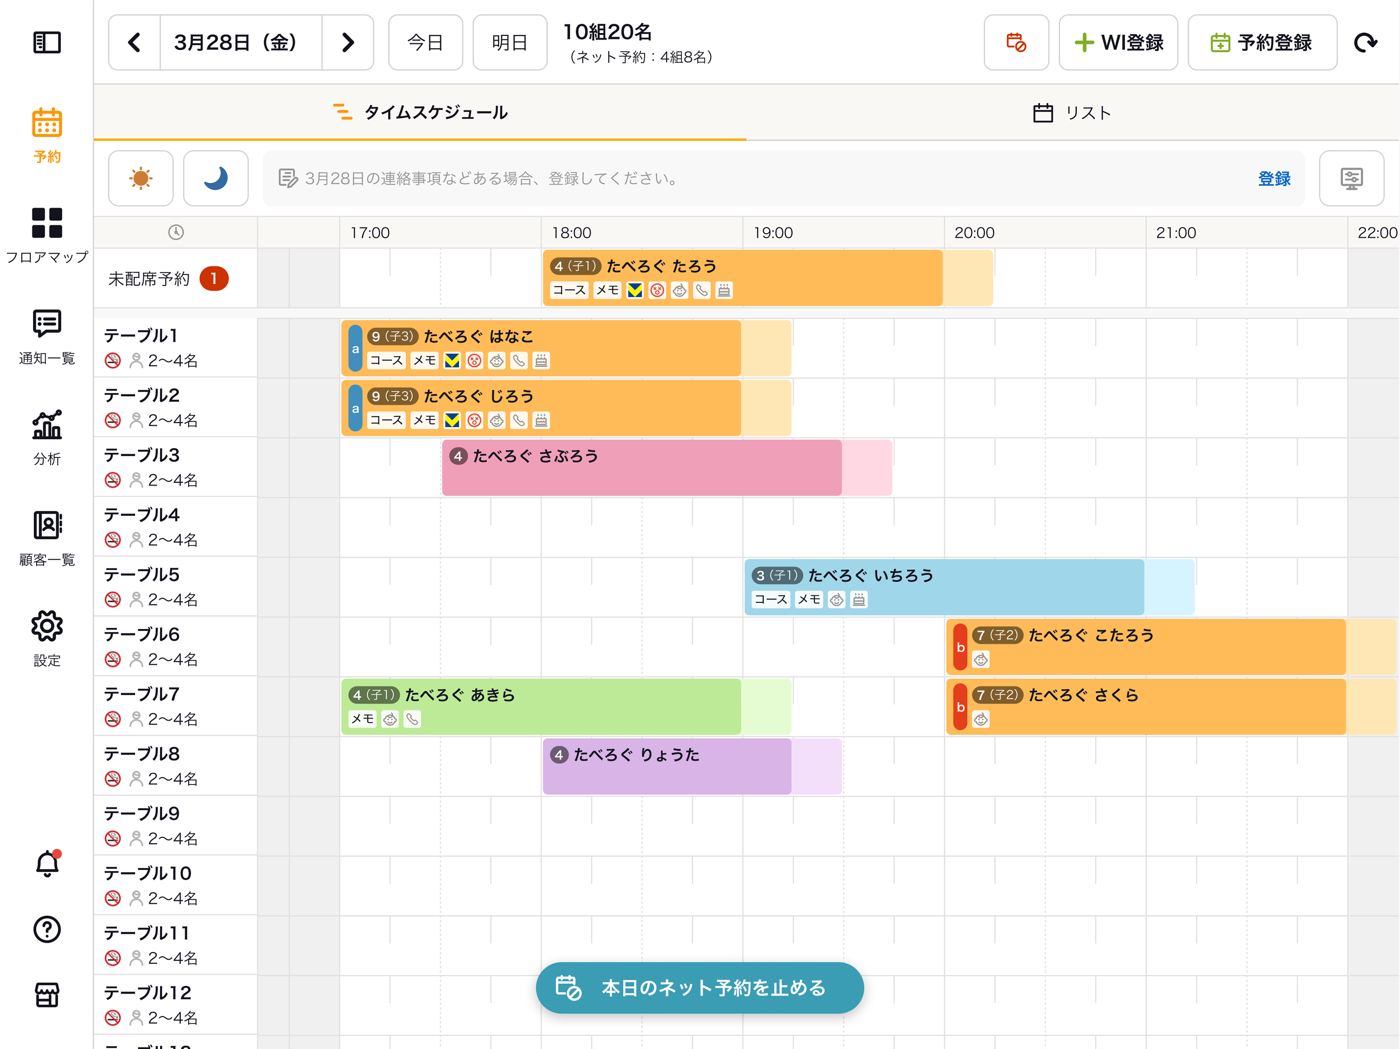 3月28日（金）
今日
明日
10組20名
（ネット予約：4組8名）
WI登録
予約登録
予約
フロアマップ
通知一覧
分析
顧客一覧
設定
タイムスケジュール
リスト
3月28日の連絡事項などある場合、登録してください。
登録
17:00
18:00
19:00
20:00
21:00
22:00
未配席予約 1
4（子1） たべろぐ たろう
コース メモ
テーブル1
2〜4名
a
9（子3） たべろぐ はなこ
コース メモ
テーブル2
2〜4名
a
9（子3） たべろぐ じろう
コース メモ
テーブル3
2〜4名
4 たべろぐ さぶろう
テーブル4
2〜4名
テーブル5
2〜4名
3（子1） たべろぐ いちろう
コース メモ
テーブル6
2〜4名
b
7（子2） たべろぐ こたろう
テーブル7
2〜4名
4（子1） たべろぐ あきら
メモ
b
7（子2） たべろぐ さくら
テーブル8
2〜4名
4 たべろぐ りょうた
テーブル9
2〜4名
テーブル10
2〜4名
テーブル11
2〜4名
テーブル12
2〜4名
本日のネット予約を止める